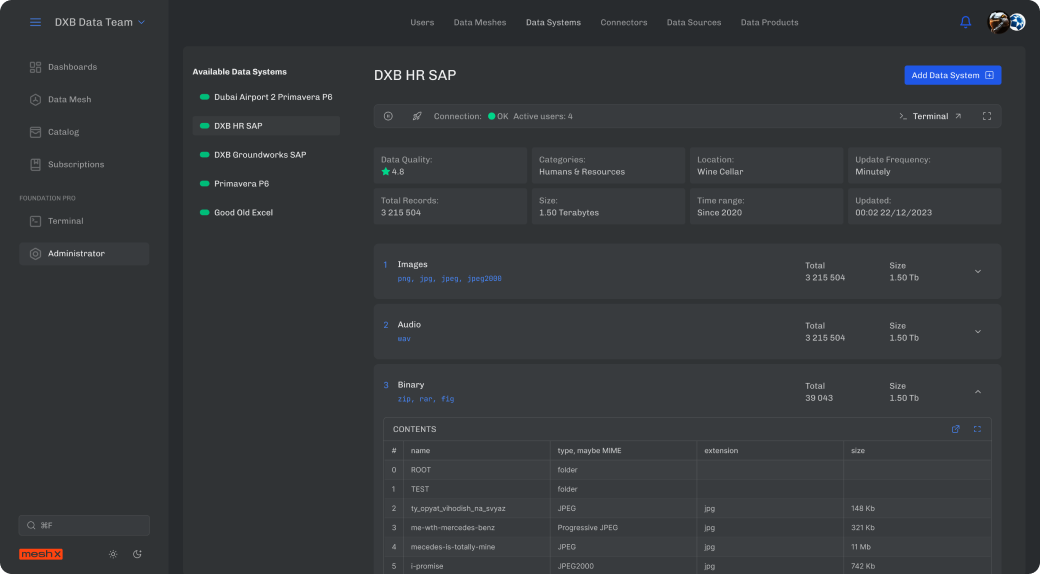 DXB Data Team
Users Data Meshes Data Systems Connectors Data Sources Data Products
Dashboards
Data Mesh
Catalog
Subscriptions
FOUNDATION PRO
Terminal
Administrator
⌘F
meshX
Available Data Systems
Dubai Airport 2 Primavera P6
DXB HR SAP
DXB Groundworks SAP
Primavera P6
Good Old Excel
DXB HR SAP
Add Data System
Connection: OK Active users: 4
Terminal
Data Quality:
4.8
Categories:
Humans & Resources
Location:
Wine Cellar
Update Frequency:
Minutely
Total Records:
3 215 504
Size:
1.50 Terabytes
Time range:
Since 2020
Updated:
00:02 22/12/2023
1 Images
png, jpg, jpeg, jpeg2000
Total
3 215 504
Size
1.50 Tb
2 Audio
wav
Total
3 215 504
Size
1.50 Tb
3 Binary
zip, rar, fig
Total
39 043
Size
1.50 Tb
CONTENTS
# name type, maybe MIME extension size
0 ROOT folder
1 TEST folder
2 ty_opyat_vihodish_na_svyaz JPEG jpg 148 Kb
3 me-wth-mercedes-benz Progressive JPEG jpg 321 Kb
4 mecedes-is-totally-mine JPEG jpg 11 Mb
5 i-promise JPEG2000 jpg 742 Kb